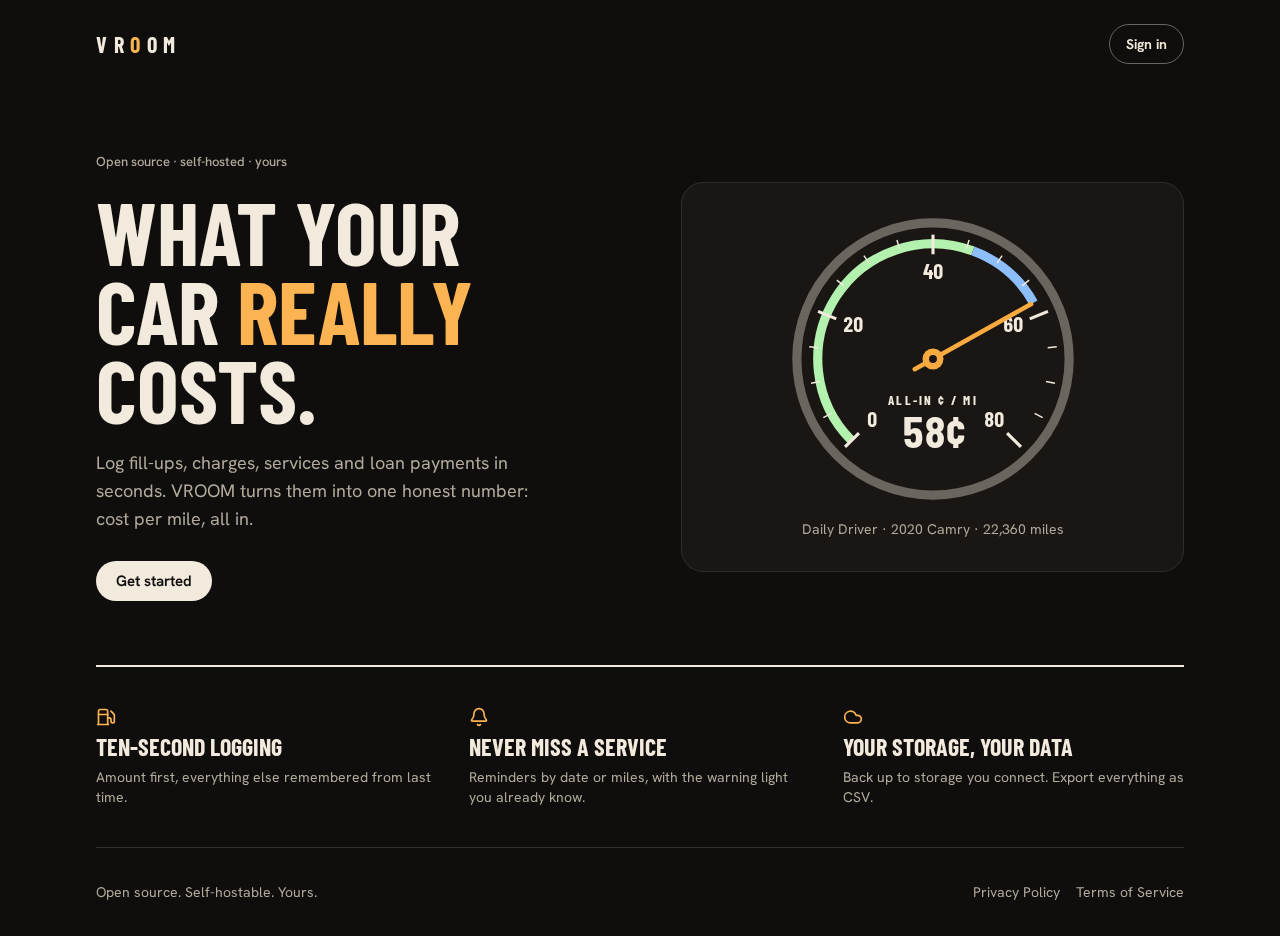 VROOM
Sign in
Open source · self-hosted · yours
WHAT YOUR
CAR REALLY
COSTS.
Log fill-ups, charges, services and loan payments in
seconds. VROOM turns them into one honest number:
cost per mile, all in.
Get started
40
20
60
0
80
ALL-IN ¢ / MI
58¢
Daily Driver · 2020 Camry · 22,360 miles
TEN-SECOND LOGGING
Amount first, everything else remembered from last
time.
NEVER MISS A SERVICE
Reminders by date or miles, with the warning light
you already know.
YOUR STORAGE, YOUR DATA
Back up to storage you connect. Export everything as
CSV.
Open source. Self-hostable. Yours.
Privacy Policy
Terms of Service